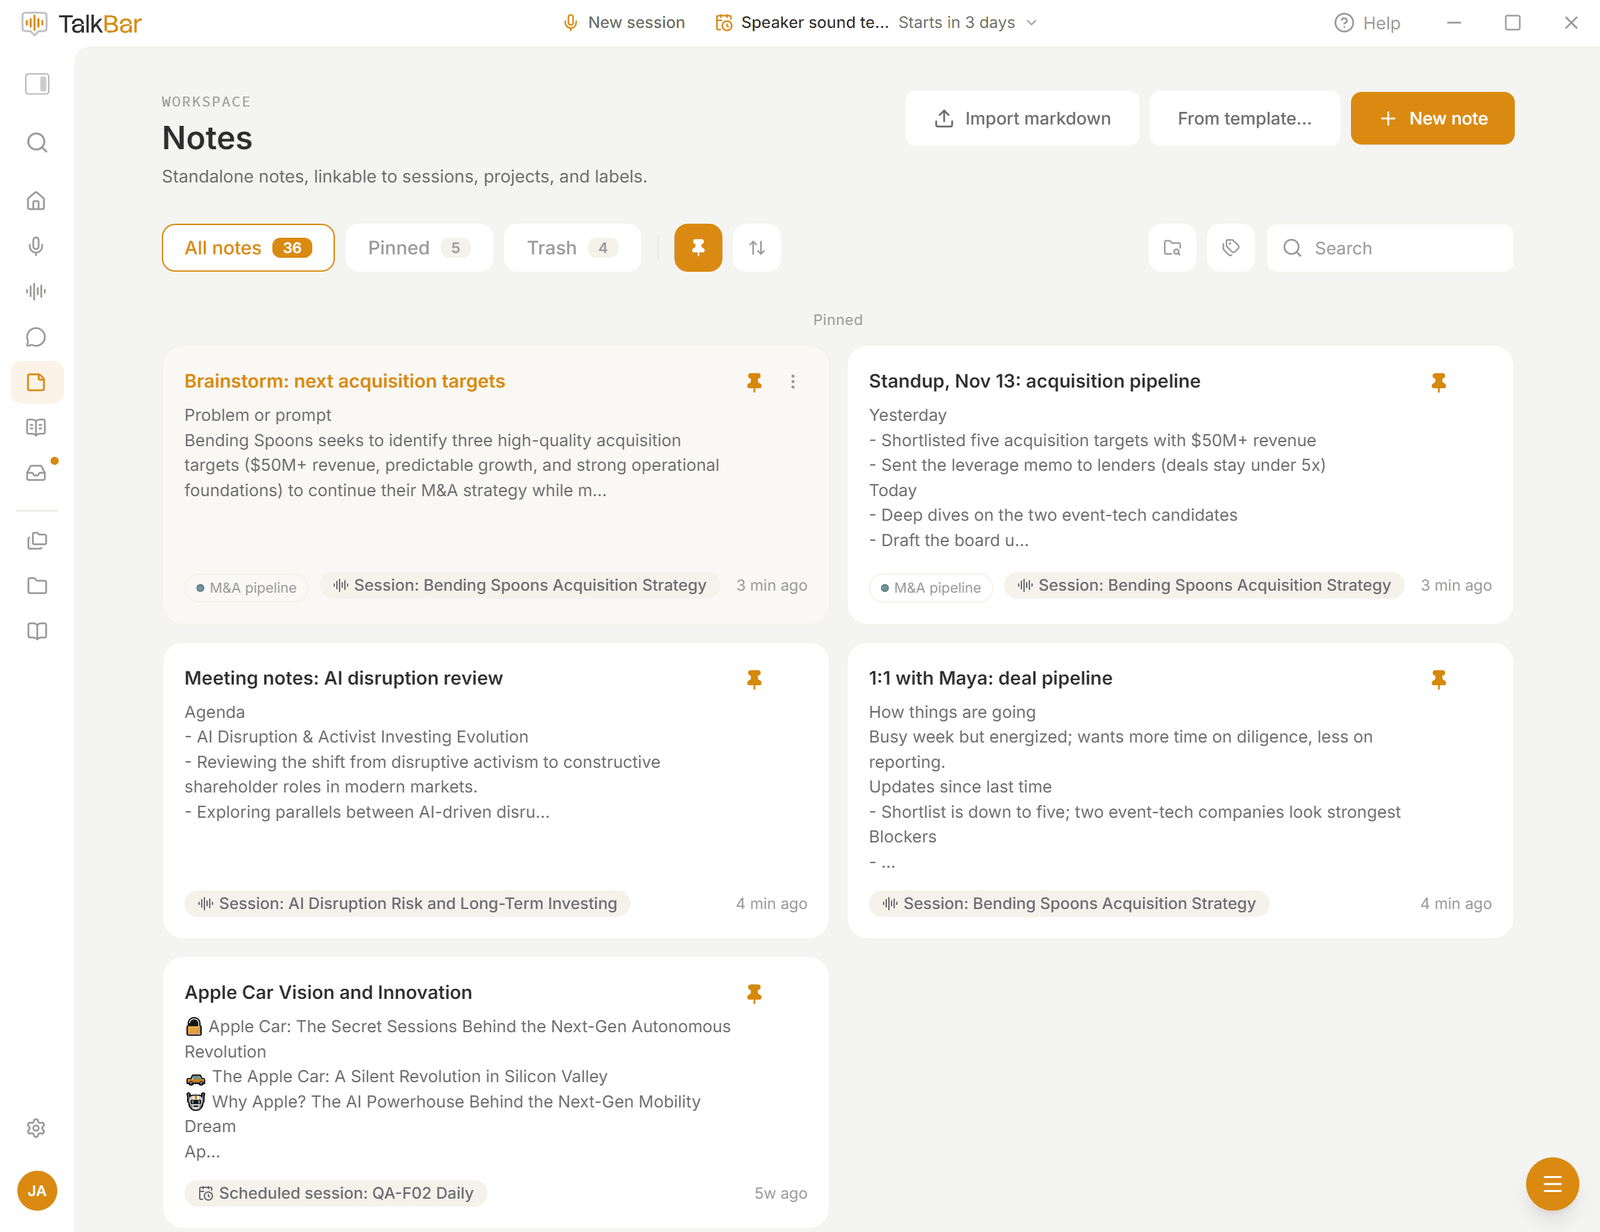 TalkBar
New session
Speaker sound te... Starts in 3 days
Help
WORKSPACE
Notes
Standalone notes, linkable to sessions, projects, and labels.
Import markdown
From template...
+ New note
All notes 36
Pinned 5
Trash 4
Search
Pinned
Brainstorm: next acquisition targets
Problem or prompt
Bending Spoons seeks to identify three high-quality acquisition
targets ($50M+ revenue, predictable growth, and strong operational
foundations) to continue their M&A strategy while m...
M&A pipeline
Session: Bending Spoons Acquisition Strategy
3 min ago
Standup, Nov 13: acquisition pipeline
Yesterday
- Shortlisted five acquisition targets with $50M+ revenue
- Sent the leverage memo to lenders (deals stay under 5x)
Today
- Deep dives on the two event-tech candidates
- Draft the board u...
M&A pipeline
Session: Bending Spoons Acquisition Strategy
3 min ago
Meeting notes: AI disruption review
Agenda
- AI Disruption & Activist Investing Evolution
- Reviewing the shift from disruptive activism to constructive
shareholder roles in modern markets.
- Exploring parallels between AI-driven disru...
Session: AI Disruption Risk and Long-Term Investing
4 min ago
1:1 with Maya: deal pipeline
How things are going
Busy week but energized; wants more time on diligence, less on
reporting.
Updates since last time
- Shortlist is down to five; two event-tech companies look strongest
Blockers
- ...
Session: Bending Spoons Acquisition Strategy
4 min ago
Apple Car Vision and Innovation
Apple Car: The Secret Sessions Behind the Next-Gen Autonomous
Revolution
The Apple Car: A Silent Revolution in Silicon Valley
Why Apple? The AI Powerhouse Behind the Next-Gen Mobility
Dream
Ap...
Scheduled session: QA-F02 Daily
5w ago
JA